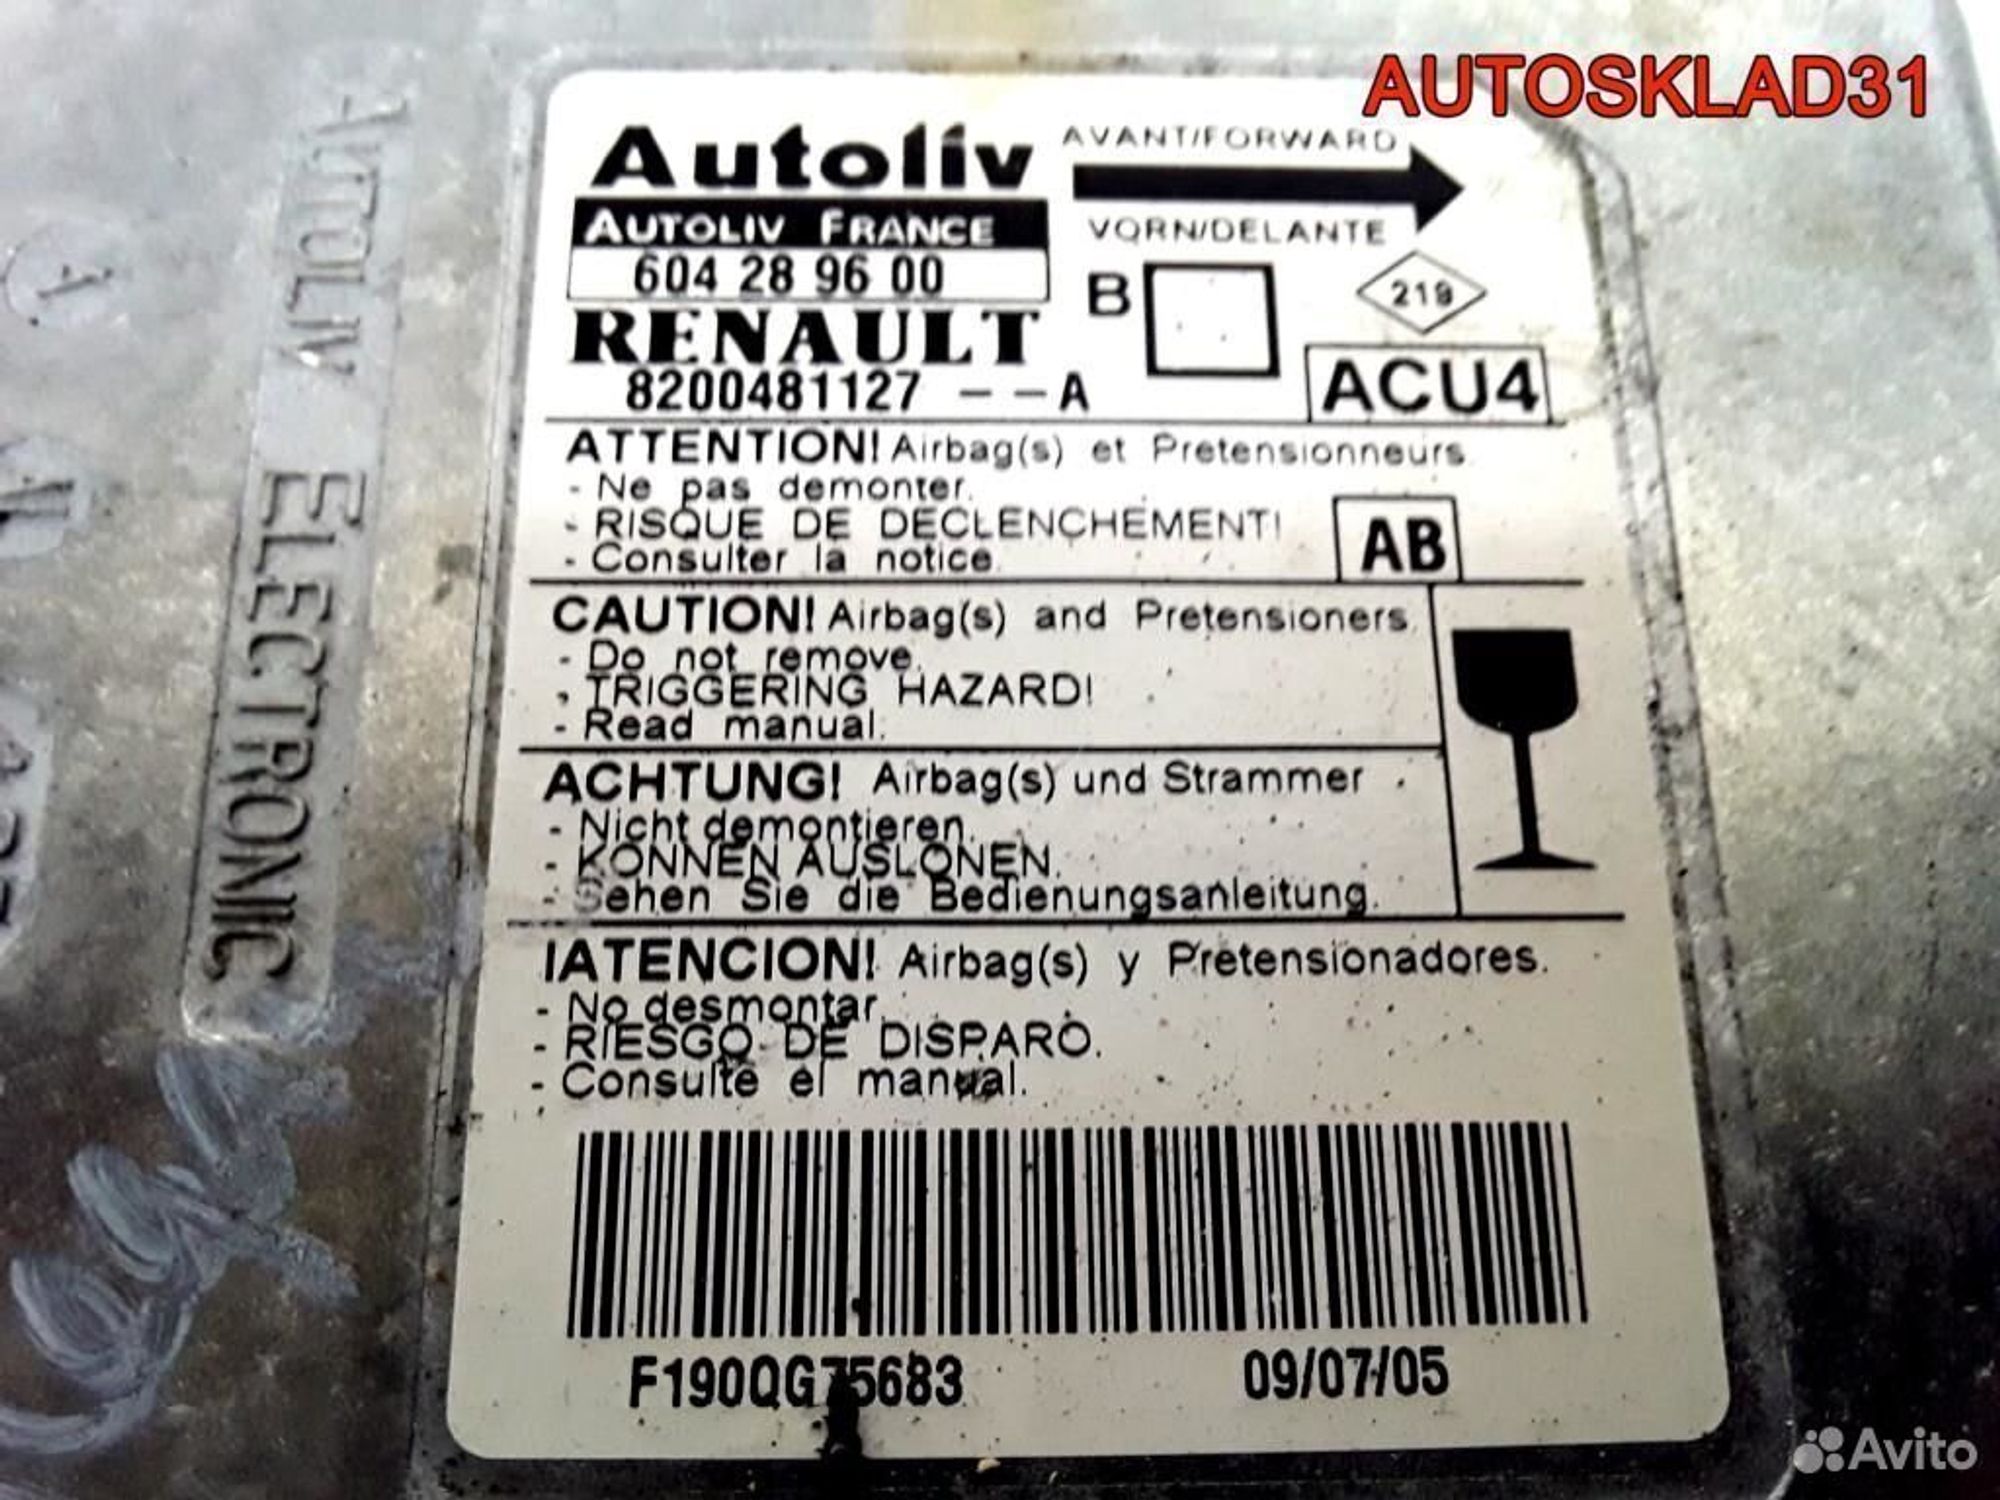 AUTOSKLAD31
Autoliv
AVANT/FORWARD
AUTOLIV FRANCE
VORN/DELANTE
604 28 96 00
B
219
RENAULT
ACU4
8200481127 --A
ATTENTION! Airbag(s) et Pretensionneurs.
- Ne pas demonter.
- RISQUE DE DECLENCHEMENT!
- Consulter la notice.
AB
CAUTION! Airbag(s) and Pretensioners.
- Do not remove.
- TRIGGERING HAZARD!
- Read manual.
ACHTUNG! Airbag(s) und Strammer.
- Nicht demontieren.
- KONNEN AUSLONEN.
- Sehen Sie die Bedienungsanleitung.
IATENCION! Airbag(s) y Pretensionadores.
- No desmontar.
- RIESGO DE DISPARO.
- Consulte el manual.
F190QG75683
09/07/05
AUTOLIV ELECTRONIC
Avito